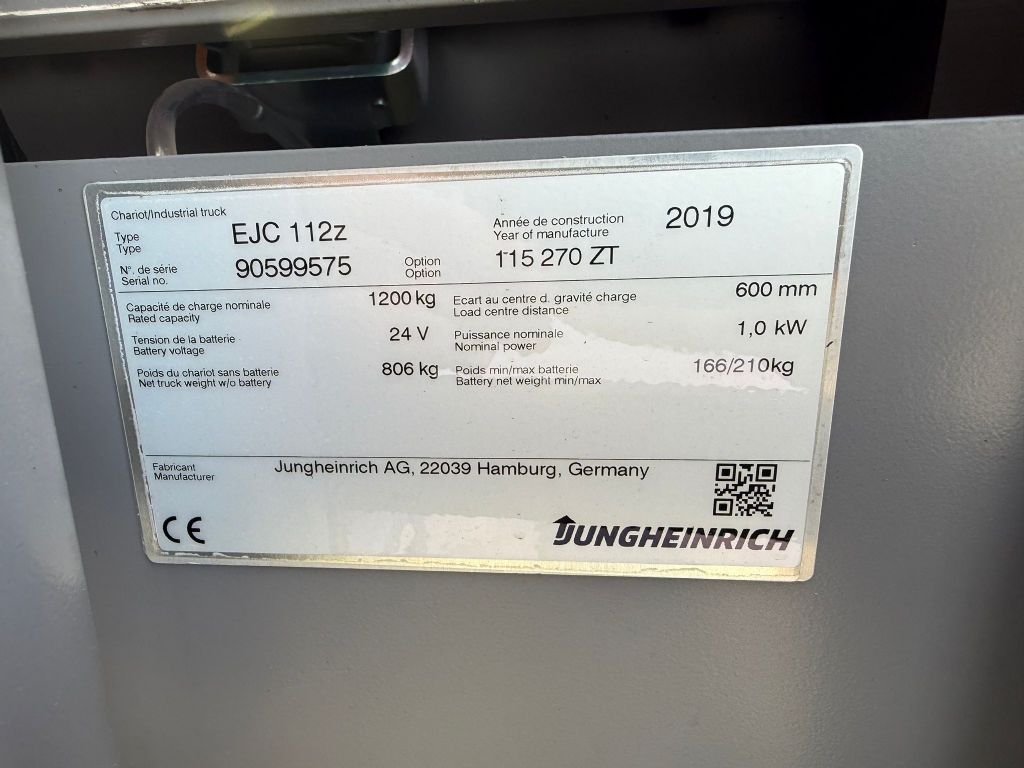 Chariot/Industrial truck
Type EJC 112z Année de construction 2019
Type Year of manufacture
N°. de série 90599575 Option 115 270 ZT
Serial no. Option
Capacité de charge nominale 1200 kg Ecart au centre d. gravité charge 600 mm
Rated capacity Load centre distance
Tension de la batterie 24 V Puissance nominale 1,0 kW
Battery voltage Nominal power
Poids du chariot sans batterie 806 kg Poids min/max batterie 166/210kg
Net truck weight w/o battery Battery net weight min/max
Fabricant Jungheinrich AG, 22039 Hamburg, Germany
Manufacturer
CE JUNGHEINRICH